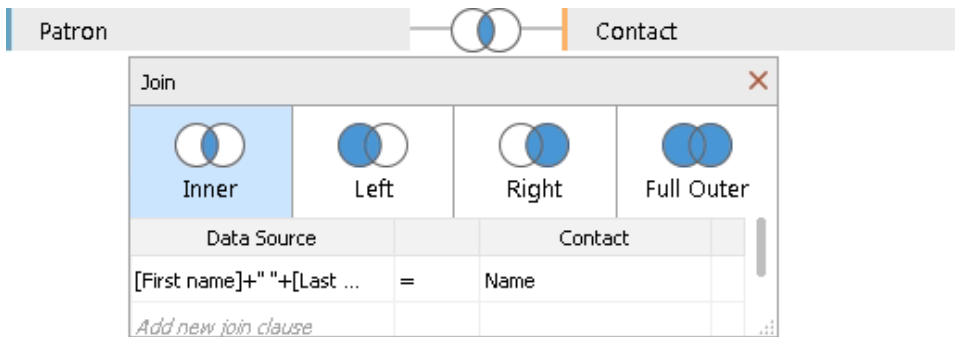 Patron Contact
Join
Inner Left Right Full Outer
Data Source Contact
[First name]+" "+[Last ... = Name
Add new join clause